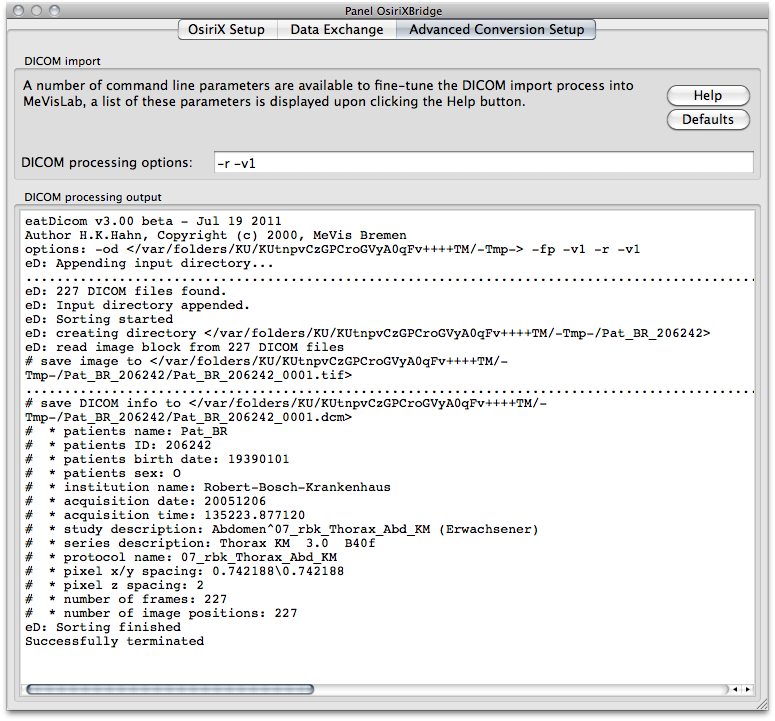 Panel OsiriXBridge
OsiriX Setup
Data Exchange
Advanced Conversion Setup
DICOM import
A number of command line parameters are available to fine-tune the DICOM import process into
MeVisLab, a list of these parameters is displayed upon clicking the Help button.
Help
Defaults
DICOM processing options:
-r -v1
DICOM processing output
eatDicom v3.00 beta - Jul 19 2011
Author H.K.Hahn, Copyright (c) 2000, MeVis Bremen
options: -od </var/folders/KU/KUtnpvCzGPCroGVyA0qFv++++TM/-Tmp-> -fp -v1 -r -v1
eD: Appending input directory...
eD: 227 DICOM files found.
eD: Input directory appended.
eD: Sorting started
eD: creating directory </var/folders/KU/KUtnpvCzGPCroGVyA0qFv++++TM/-Tmp-/Pat_BR_206242>
eD: read image block from 227 DICOM files
# save image to </var/folders/KU/KUtnpvCzGPCroGVyA0qFv++++TM/-
Tmp-/Pat_BR_206242/Pat_BR_206242_0001.tif>
# save DICOM info to </var/folders/KU/KUtnpvCzGPCroGVyA0qFv++++TM/-
Tmp-/Pat_BR_206242/Pat_BR_206242_0001.dcm>
#  * patients name: Pat_BR
#  * patients ID: 206242
#  * patients birth date: 19390101
#  * patients sex: O
#  * institution name: Robert-Bosch-Krankenhaus
#  * acquisition date: 20051206
#  * acquisition time: 135223.877120
#  * study description: Abdomen^07_rbk_Thorax_Abd_KM (Erwachsener)
#  * series description: Thorax KM  3.0  B40f
#  * protocol name: 07_rbk_Thorax_Abd_KM
#  * pixel x/y spacing: 0.742188\0.742188
#  * pixel z spacing: 2
#  * number of frames: 227
#  * number of image positions: 227
eD: Sorting finished
Successfully terminated